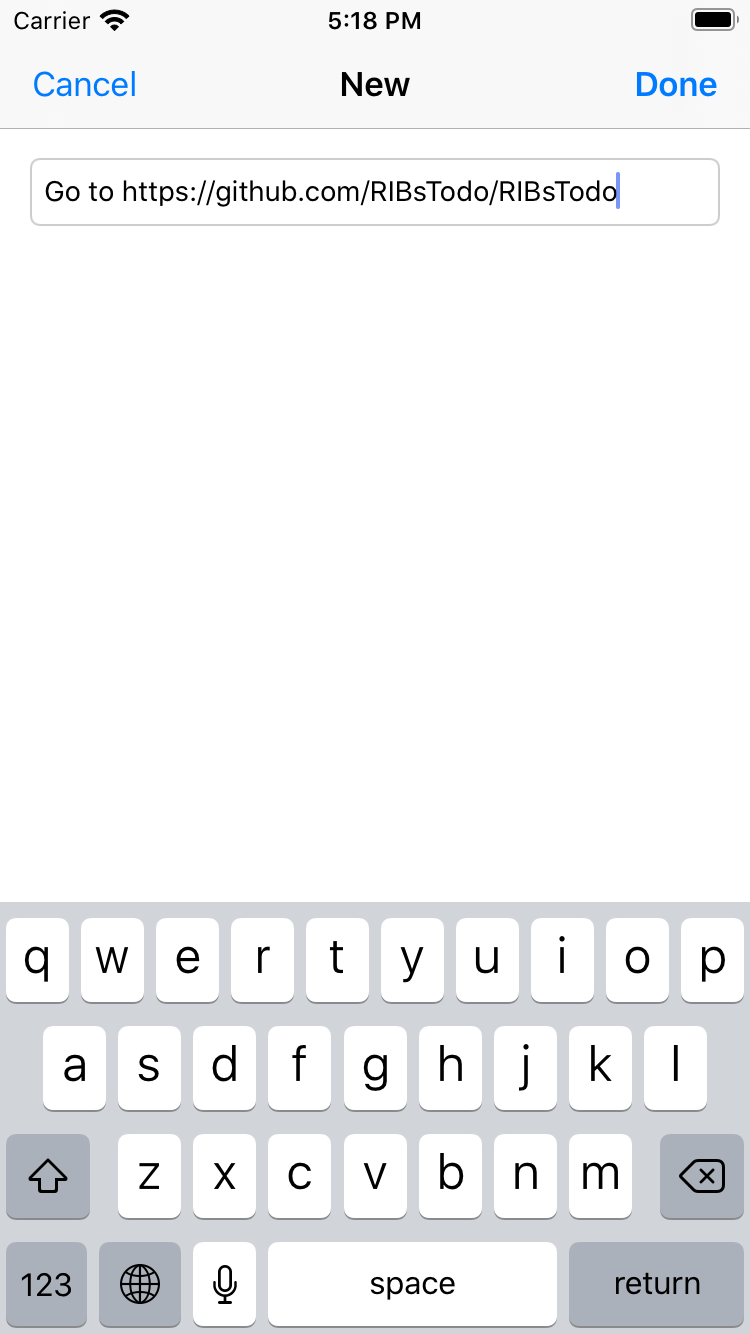 Carrier 5:18 PM
Cancel New Done
Go to https://github.com/RIBsTodo/RIBsTodo
q w e r t y u i o p
a s d f g h j k l
z x c v b n m
123 space return